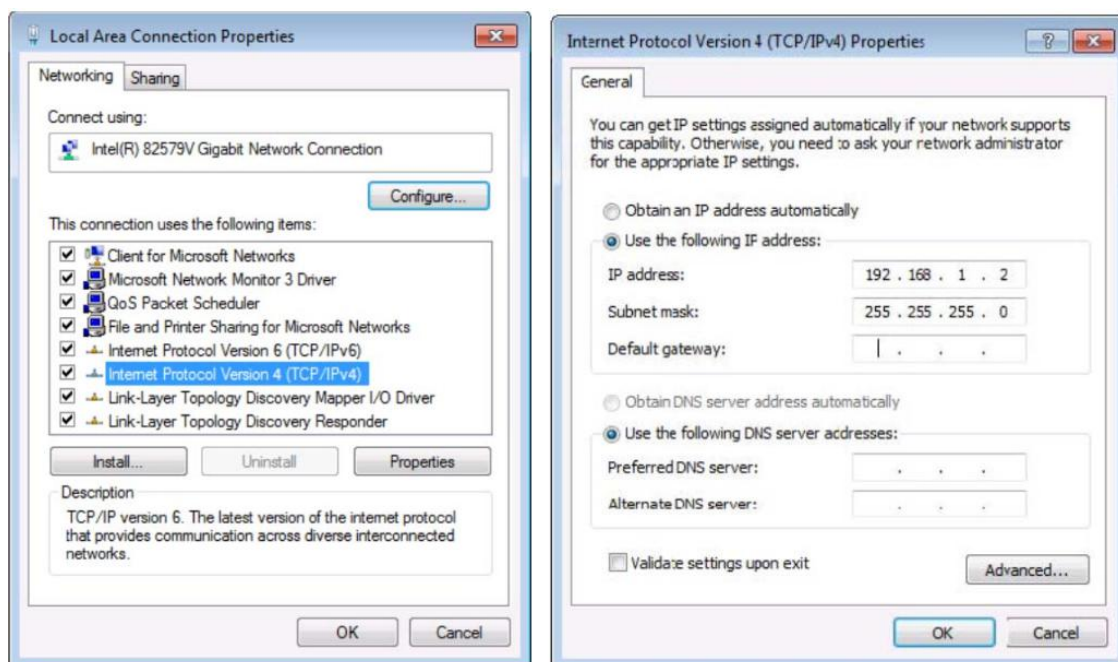 Local Area Connection Properties
Networking
Sharing
Connect using:
Intel(R) 82579V Gigabit Network Connection
Configure...
This connection uses the following items:
Client for Microsoft Networks
Microsoft Network Monitor 3 Driver
QoS Packet Scheduler
File and Printer Sharing for Microsoft Networks
Internet Protocol Version 6 (TCP/IPv6)
Internet Protocol Version 4 (TCP/IPv4)
Link-Layer Topology Discovery Mapper I/O Driver
Link-Layer Topology Discovery Responder
Install...
Uninstall
Properties
Description
TCP/IP version 6. The latest version of the internet protocol
that provides communication across diverse interconnected
networks.
OK
Cancel
Internet Protocol Version 4 (TCP/IPv4) Properties
General
You can get IP settings assigned automatically if your network supports
this capability. Otherwise, you need to ask your network administrator
for the appropriate IP settings.
Obtain an IP address automatically
Use the following IP address:
IP address: 192 . 168 . 1 . 2
Subnet mask: 255 . 255 . 255 . 0
Default gateway: . . .
Obtain DNS server address automatically
Use the following DNS server addresses:
Preferred DNS server: . . .
Alternate DNS server: . . .
Validate settings upon exit
Advanced...
OK
Cancel